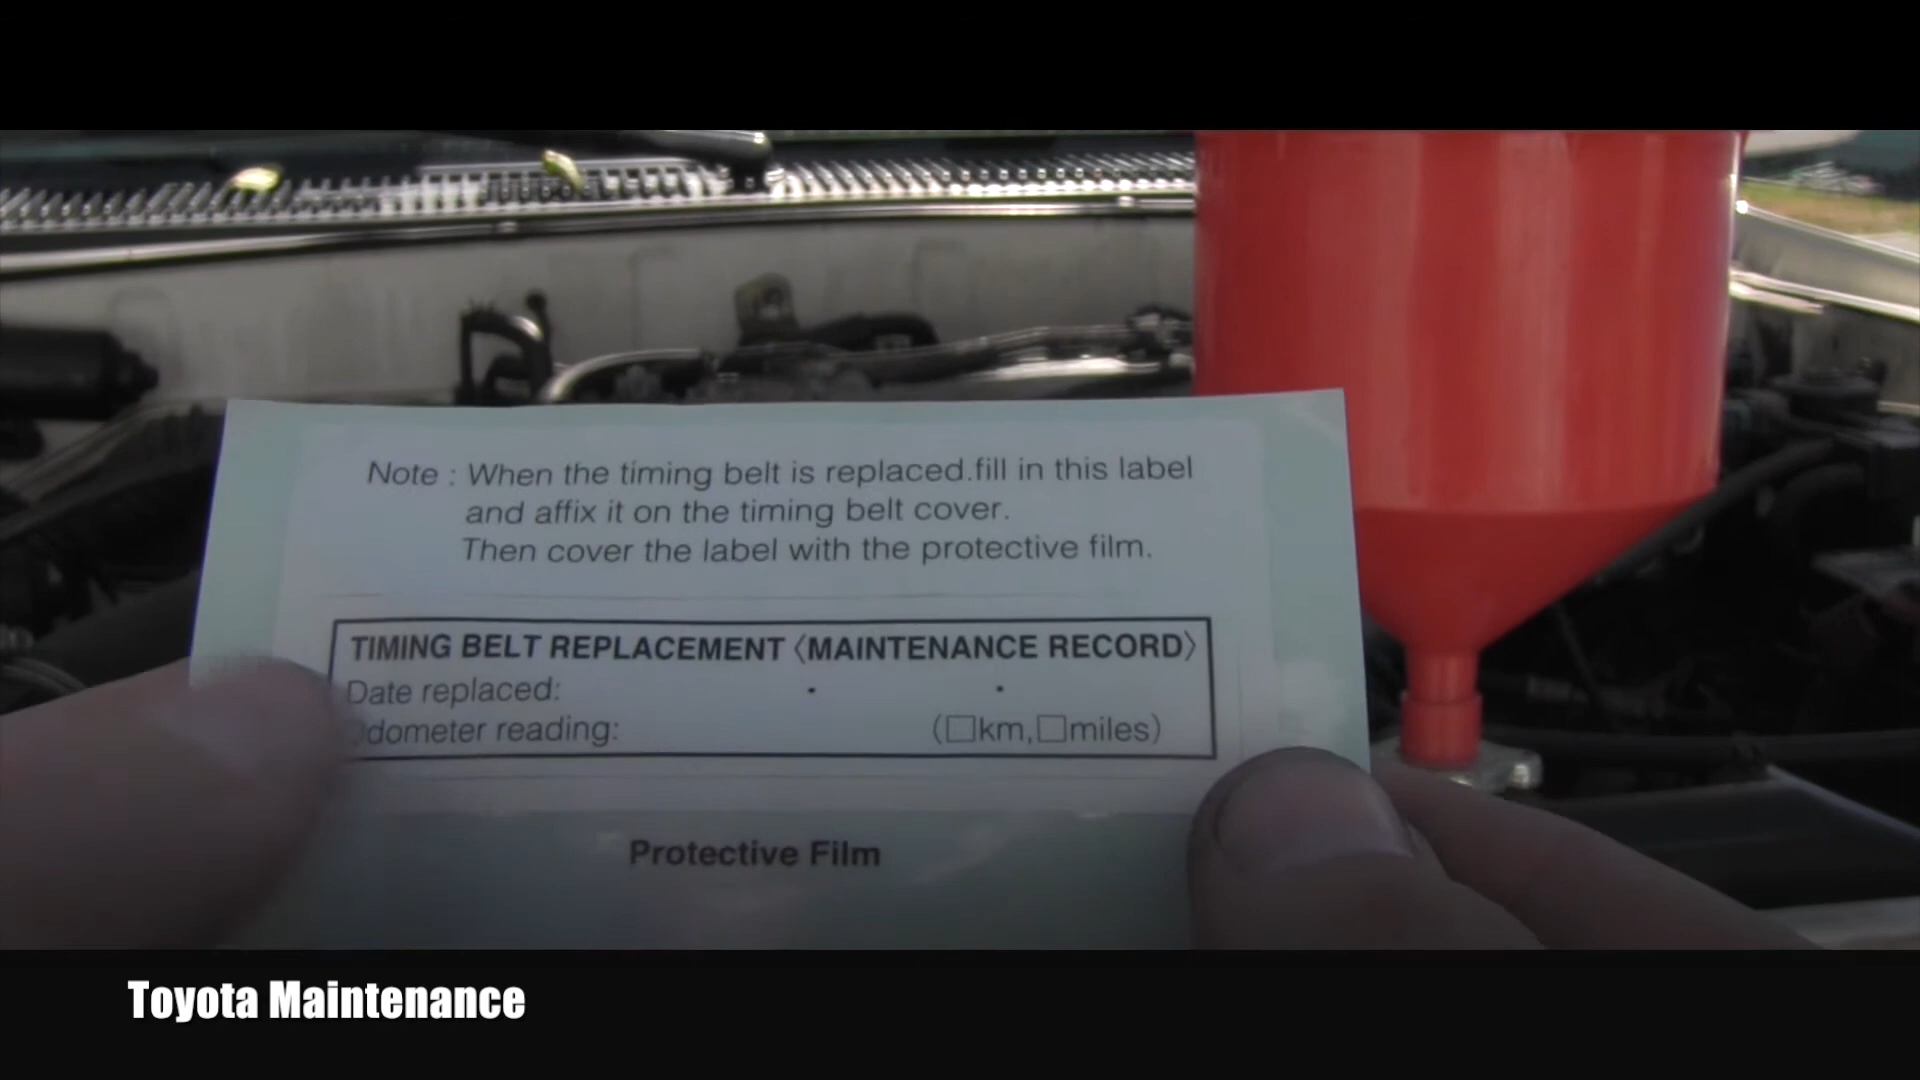 Note : When the timing belt is replaced.fill in this label
and affix it on the timing belt cover.
Then cover the label with the protective film.
TIMING BELT REPLACEMENT〈MAINTENANCE RECORD〉
Date replaced: · ·
Odometer reading: (□km,□miles)
Protective Film
Toyota Maintenance